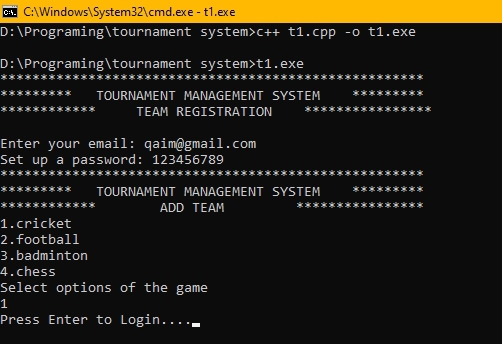 C:\Windows\System32\cmd.exe - t1.exe
D:\Programing\tournament system>c++ t1.cpp -o t1.exe
D:\Programing\tournament system>t1.exe
*****************************************************
*********   TOURNAMENT MANAGEMENT SYSTEM    *********
************     TEAM REGISTRATION    ****************
Enter your email: qaim@gmail.com
Set up a password: 123456789
*****************************************************
*********   TOURNAMENT MANAGEMENT SYSTEM    *********
************        ADD TEAM         ****************
1.cricket
2.football
3.badminton
4.chess
Select options of the game
1
Press Enter to Login....